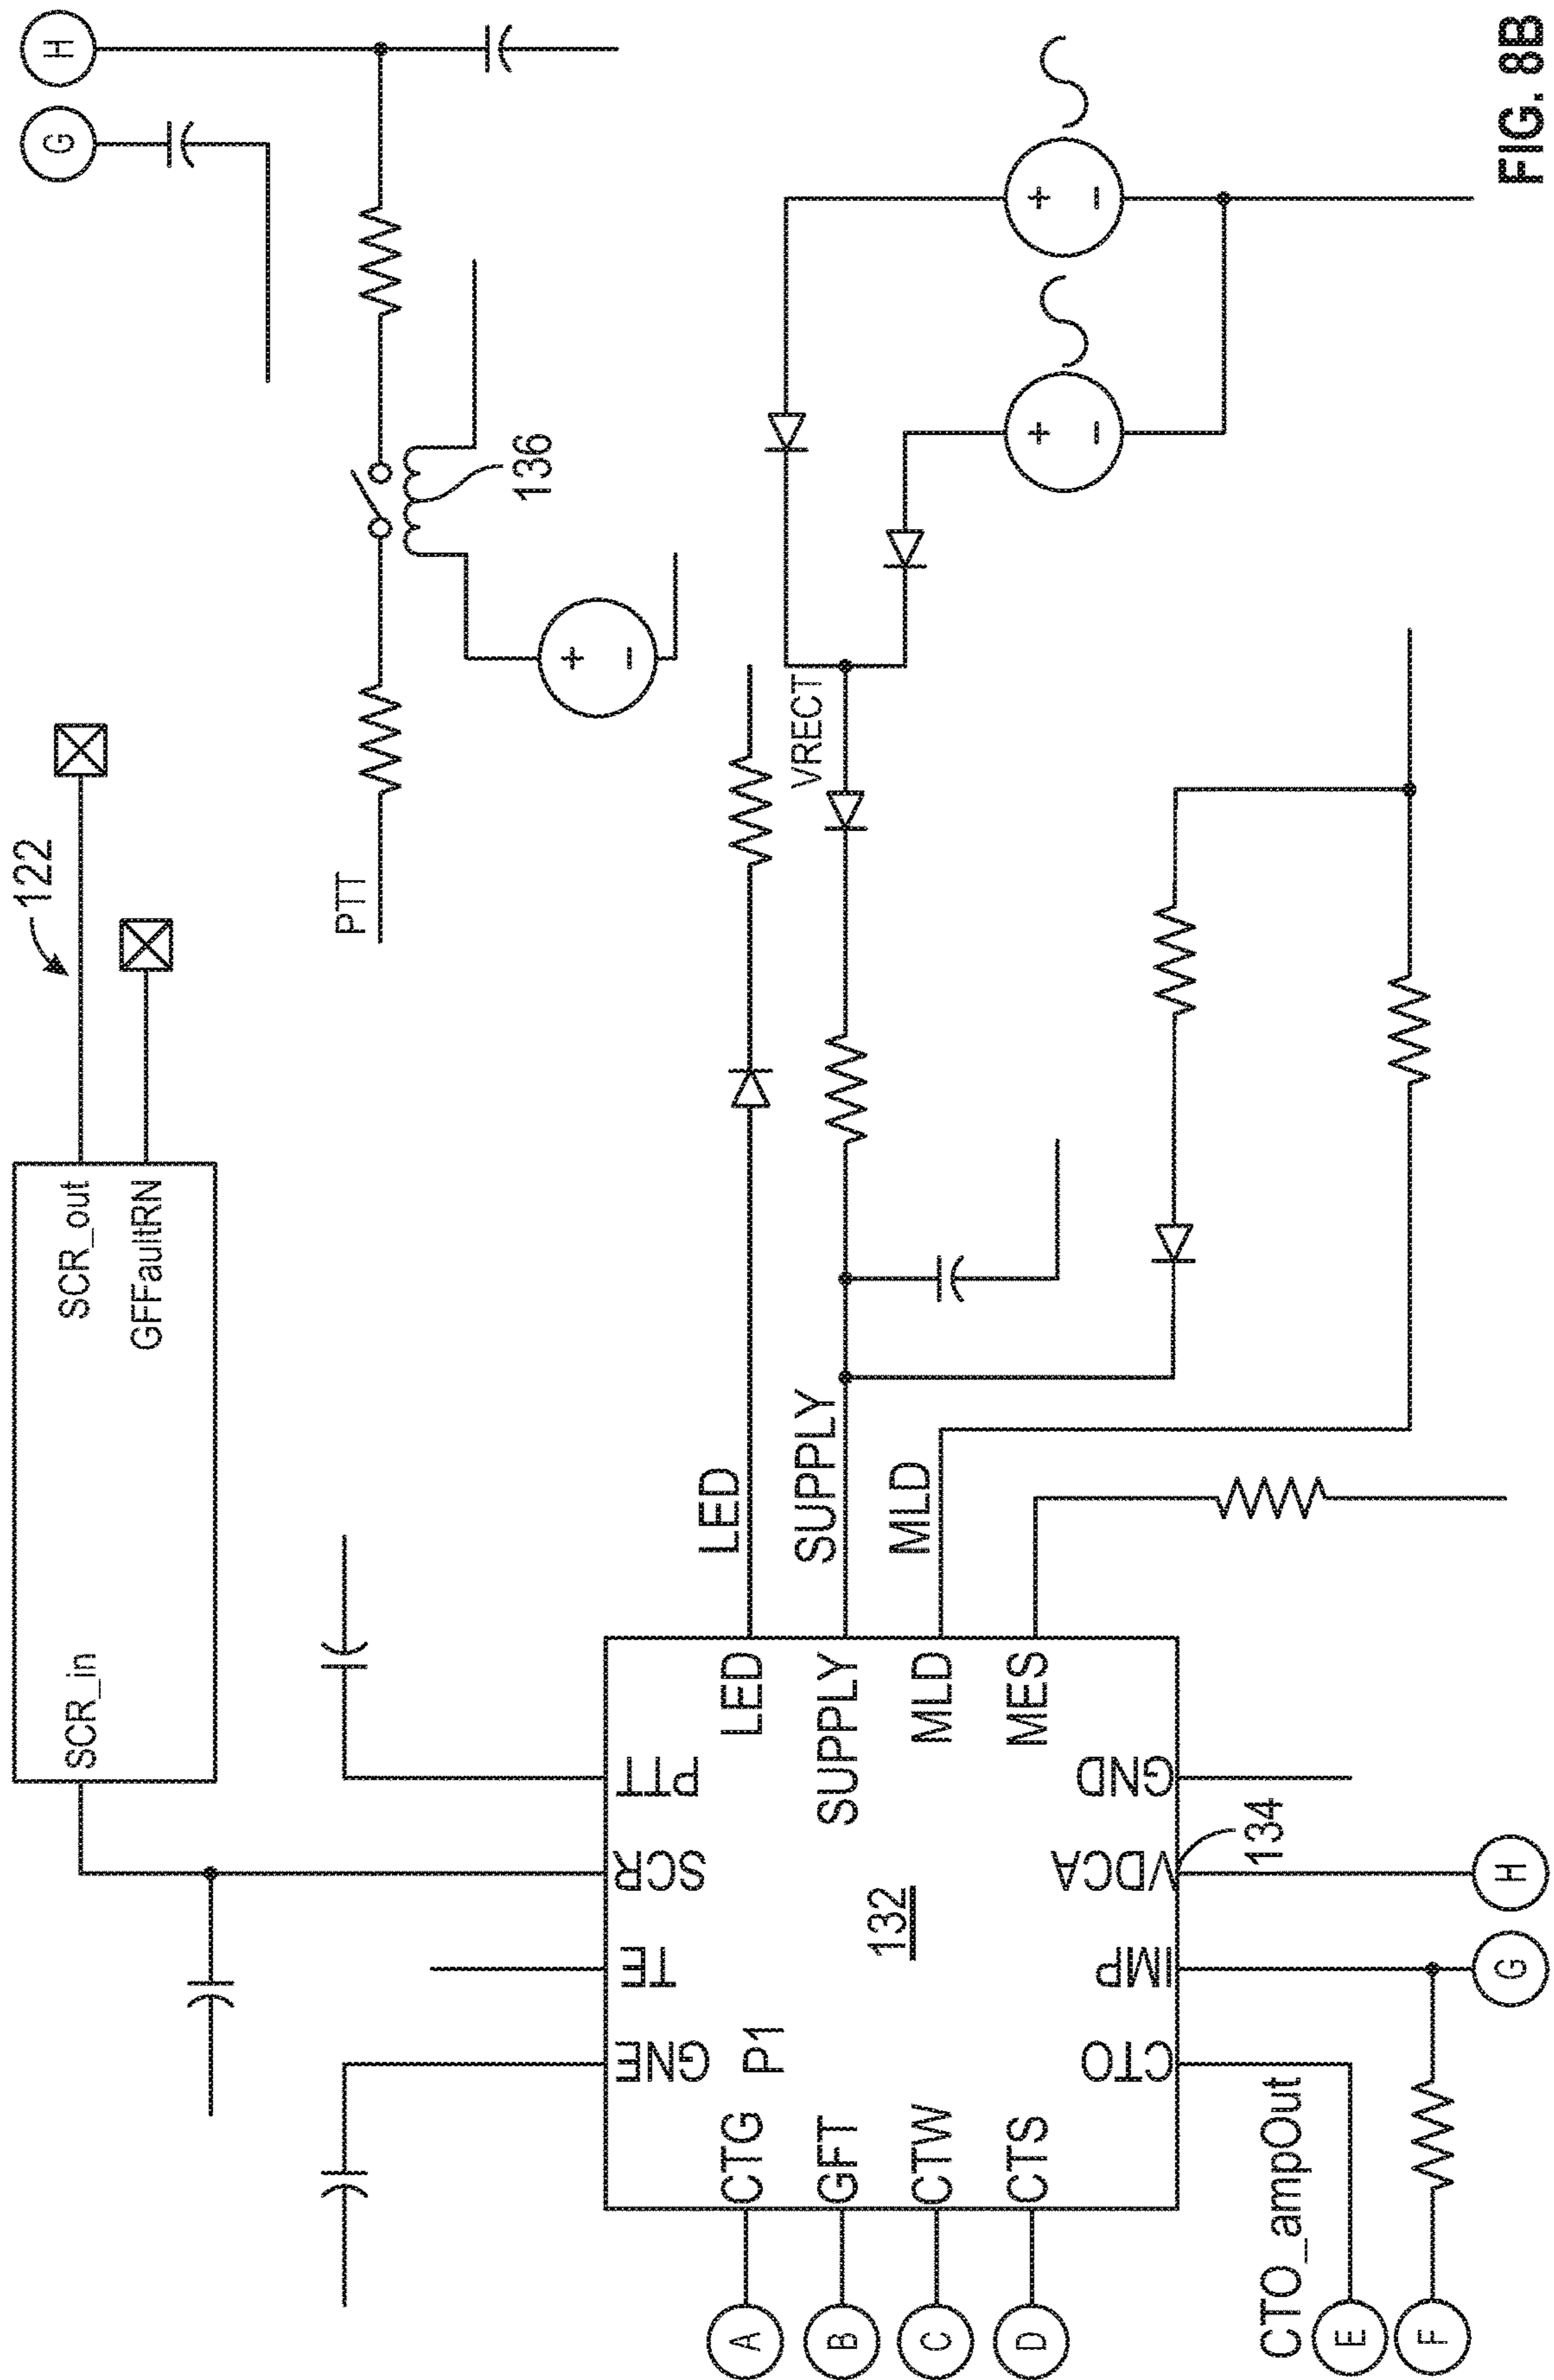 H
G
122
SCR_in
SCR_out
GFFaultRN
PTT
136
+
-
+
-
+
-
VRECT
LED
SUPPLY
MLD
GNE
TE
SCR
PTT
P1
132
LED
SUPPLY
MLD
MES
CTG
GFT
CTW
CTS
CTO
IMP
VDCA
GND
134
A
B
C
D
CTO_ampOut
E
F
G
H
FIG. 8B